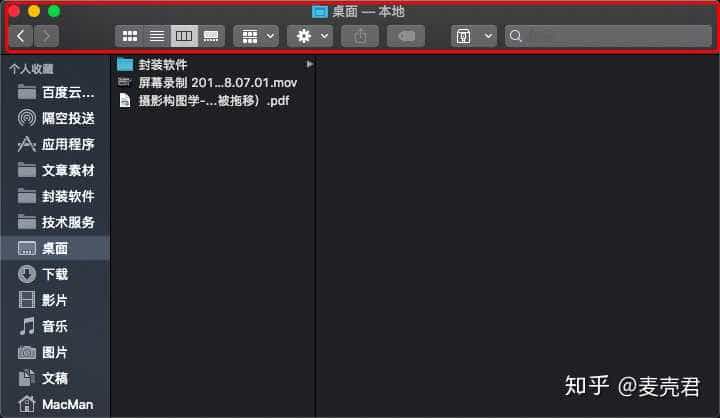 桌面 — 本地
个人收藏
百度云...
隔空投送
应用程序
文章素材
封装软件
技术服务
桌面
下载
影片
音乐
图片
文稿
MacMan
封装软件
屏幕录制 201...8.07.01.mov
摄影构图学-...被拖移）.pdf
知乎 @麦壳君